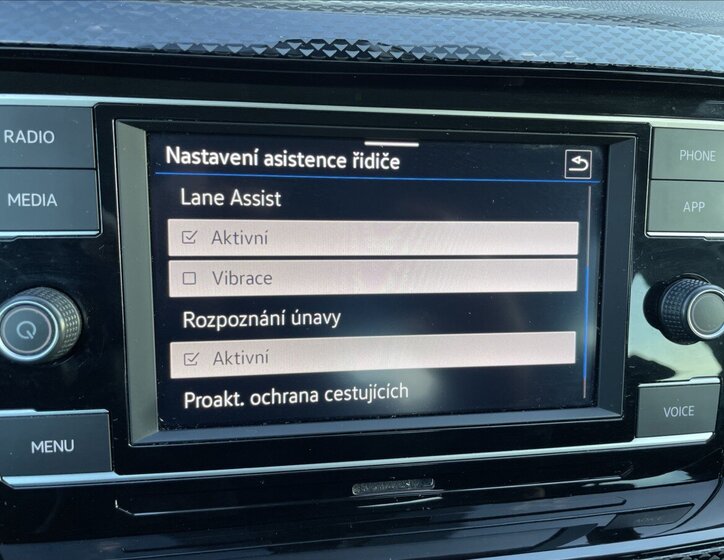 RADIO
MEDIA
MENU
Nastavení asistence řidiče
Lane Assist
Aktivní
Vibrace
Rozpoznání únavy
Aktivní
Proakt. ochrana cestujících
PHONE
APP
VOICE